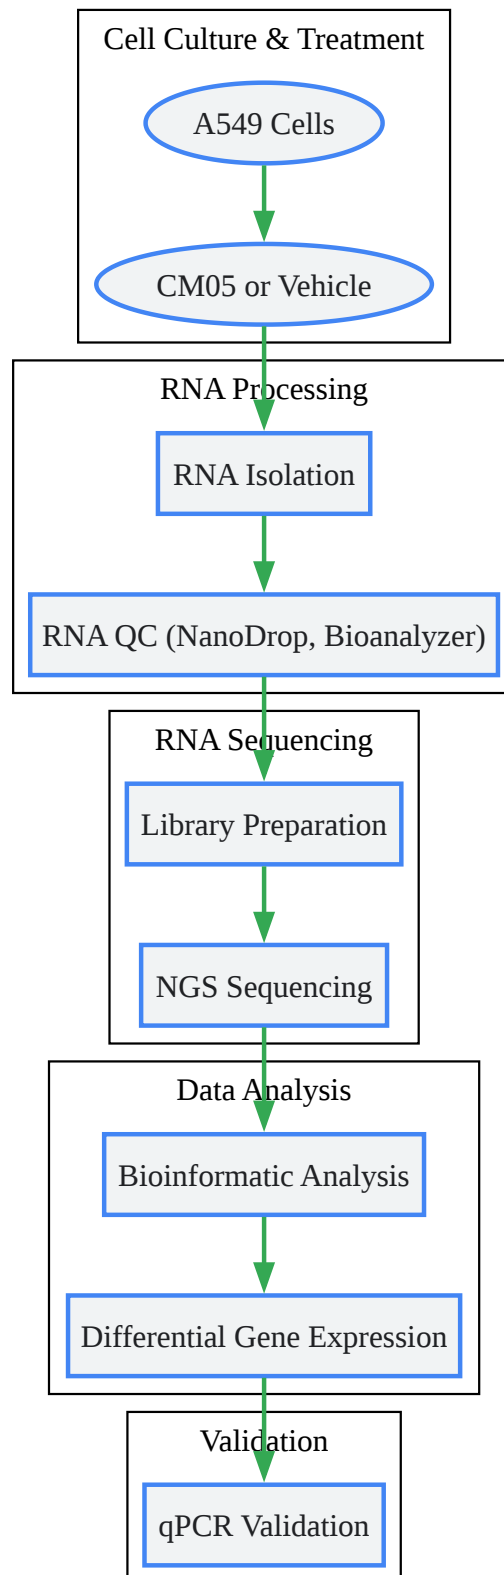 Cell Culture & Treatment
A549 Cells
CM05 or Vehicle
RNA Processing
RNA Isolation
RNA QC (NanoDrop, Bioanalyzer)
RNA Sequencing
Library Preparation
NGS Sequencing
Data Analysis
Bioinformatic Analysis
Differential Gene Expression
Validation
qPCR Validation